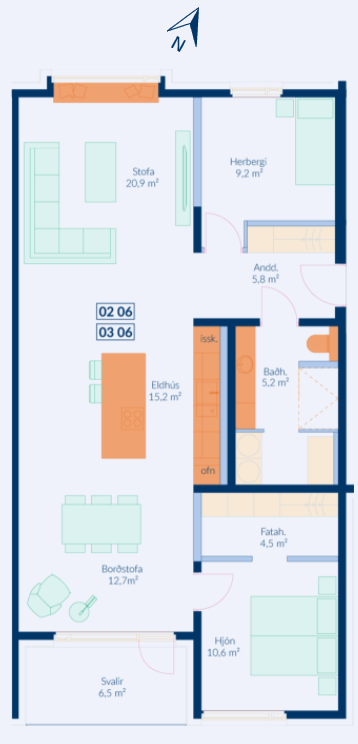 N
Stofa
20,9 m²
Herbergi
9,2 m²
Andd.
5,8 m²
02 06
03 06
íssk.
Eldhús
15,2 m²
Baðh.
5,2 m²
ofn
Fatah.
4,5 m²
Borðstofa
12,7m²
Hjón
10,6 m²
Svalir
6,5 m²